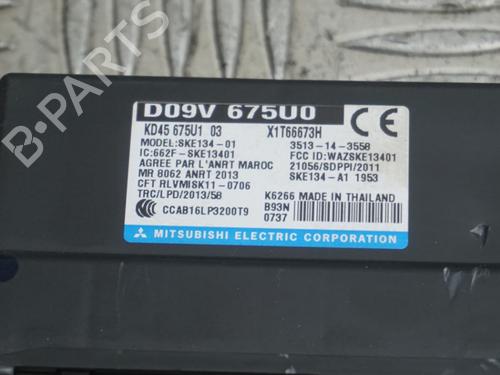 D09V 675U0
CE
KD45 675U1 03 X1T66673H
MODEL:SKE134-01 3513-14-3558
IC:662F-SKE13401 FCC ID:WAZSKE13401
AGREE PAR L'ANRT MAROC 21056/SDPPI/2011
MR 8062 ANRT 2013 SKE134-A1 1953
CFT RLVMISK11-0706
TRC/LPD/2013/58 K6266 MADE IN THAILAND
CCC CCAB16LP3200T9 B93N
0737
MITSUBISHI ELECTRIC CORPORATION
B-PARTS